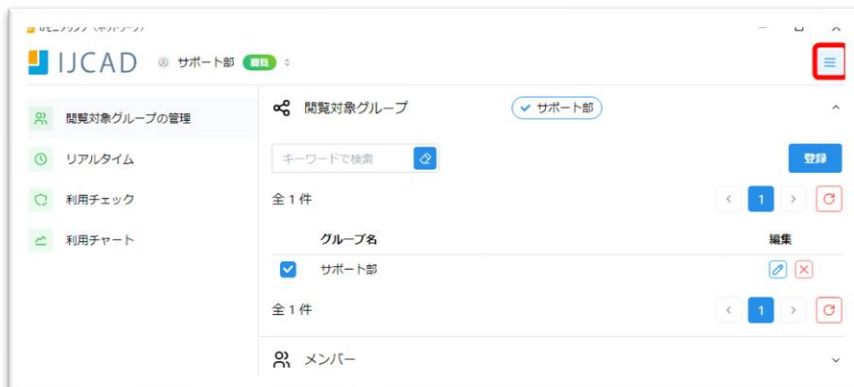 IJCAD サポート部 閲覧
閲覧対象グループの管理
リアルタイム
利用チェック
利用チャート
閲覧対象グループ サポート部
キーワードで検索 登録
全 1 件 1
グループ名 編集
サポート部
全 1 件 1
メンバー